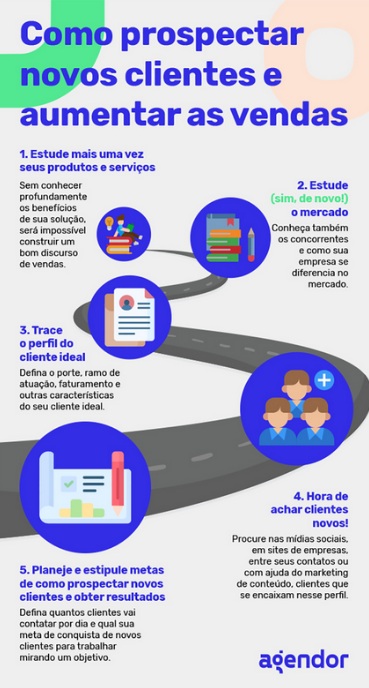 Como prospectar
novos clientes e
aumentar as vendas
1. Estude mais uma vez
seus produtos e serviços
Sem conhecer
profundamente
os benefícios
de sua solução,
será impossível
construir um
bom discurso
de vendas.
2. Estude
(sim, de novo!)
o mercado
Conheça também
os concorrentes
e como sua
empresa se
diferencia no
mercado.
3. Trace
o perfil do
cliente ideal
Defina o porte, ramo de
atuação, faturamento e
outras características
do seu cliente ideal.
4. Hora de
achar clientes
novos!
Procure nas mídias sociais,
em sites de empresas,
entre seus contatos ou
com ajuda do marketing
de conteúdo, clientes que
se encaixam nesse perfil.
5. Planeje e estipule metas
de como prospectar novos
clientes e obter resultados
Defina quantos clientes vai
contatar por dia e qual sua
meta de conquista de novos
clientes para trabalhar
mirando um objetivo.
agendor